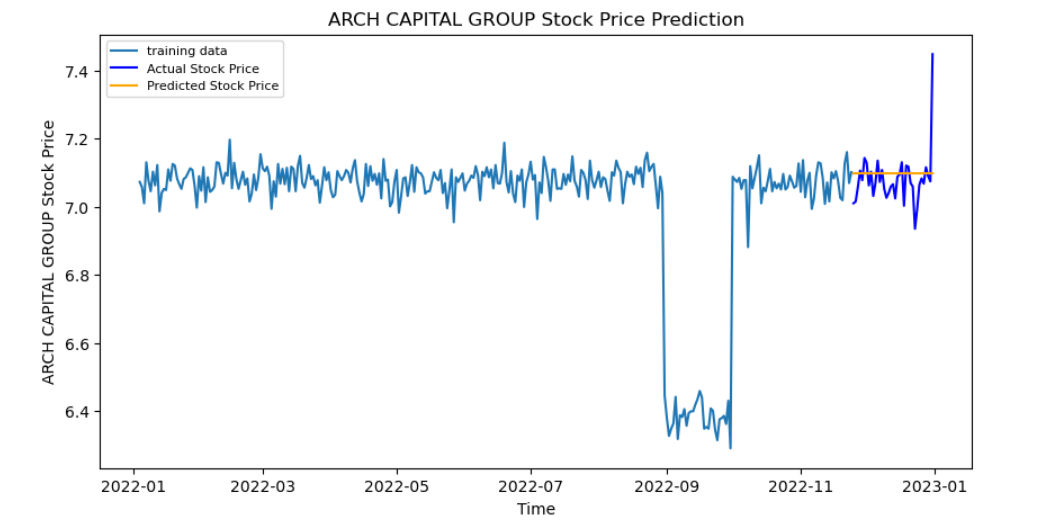 ARCH CAPITAL GROUP Stock Price Prediction
training data
Actual Stock Price
Predicted Stock Price
ARCH CAPITAL GROUP Stock Price
7.4
7.2
7.0
6.8
6.6
6.4
2022-01 2022-03 2022-05 2022-07 2022-09 2022-11 2023-01
Time